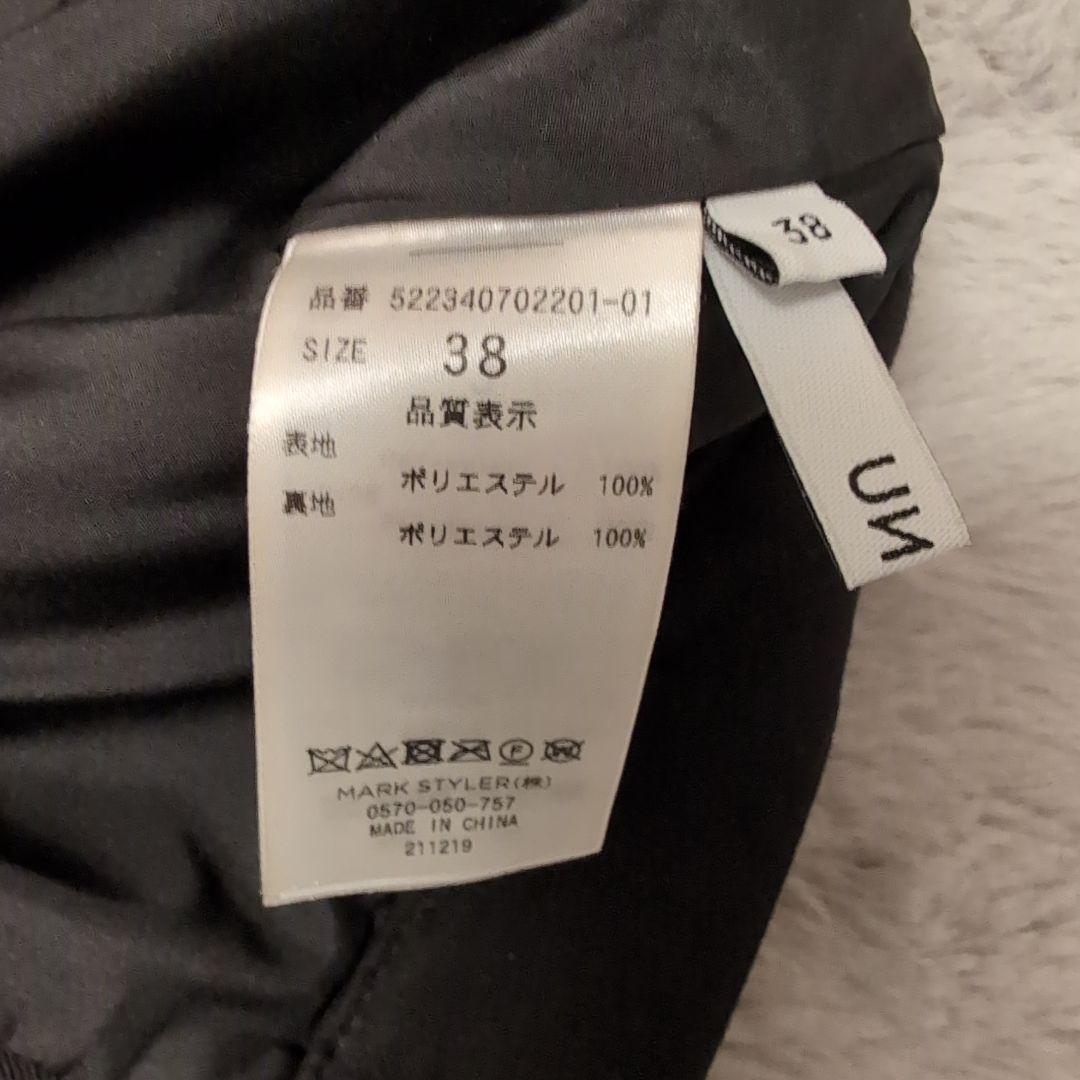 品番 522340702201-01
SIZE 38
品質表示
表地
ポリエステル 100%
裏地
ポリエステル 100%
F
W
MARK STYLER(株)
0570-050-757
MADE IN CHINA
211219
38
UN